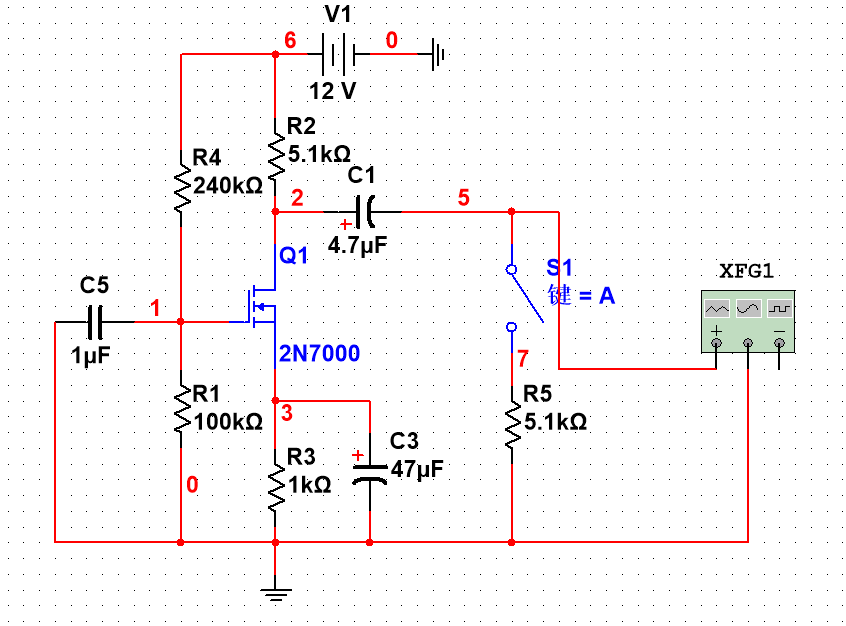 V1
6
0
12 V
R2
5.1kΩ
R4
240kΩ
C1
2
5
+
4.7µF
Q1
S1
键 = A
XFG1
+
−
C5
1
1µF
2N7000
7
R1
100kΩ
3
R5
5.1kΩ
C3
+
47µF
R3
1kΩ
0